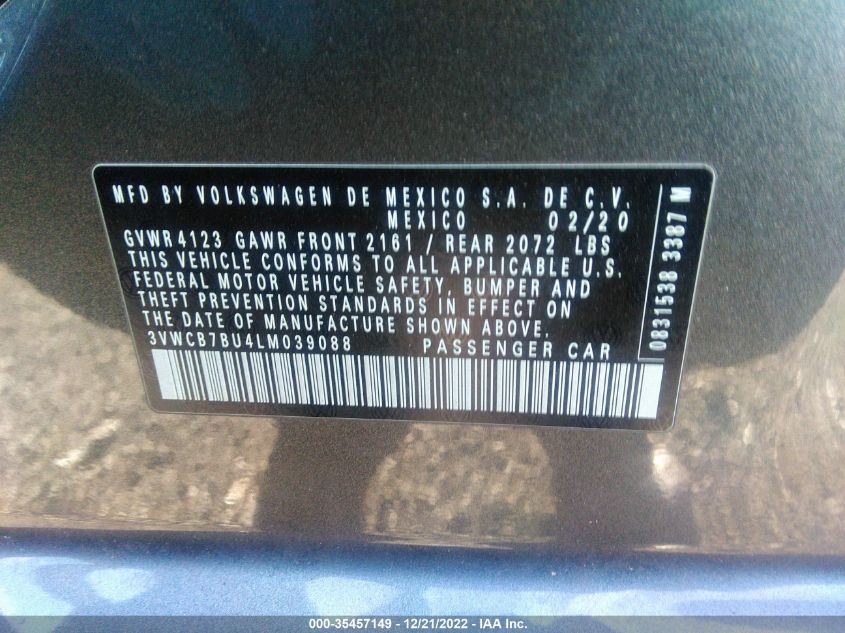 MFD BY VOLKSWAGEN DE MEXICO S.A. DE C.V.
MEXICO 02/20
GVWR 4123 GAWR FRONT 2161 / REAR 2072 LBS
THIS VEHICLE CONFORMS TO ALL APPLICABLE U.S.
FEDERAL MOTOR VEHICLE SAFETY, BUMPER AND
THEFT PREVENTION STANDARDS IN EFFECT ON
THE DATE OF MANUFACTURE SHOWN ABOVE.
3VWCB7BU4LM039088 PASSENGER CAR
0831538 3387 M
000-35457149 - 12/21/2022 - IAA Inc.